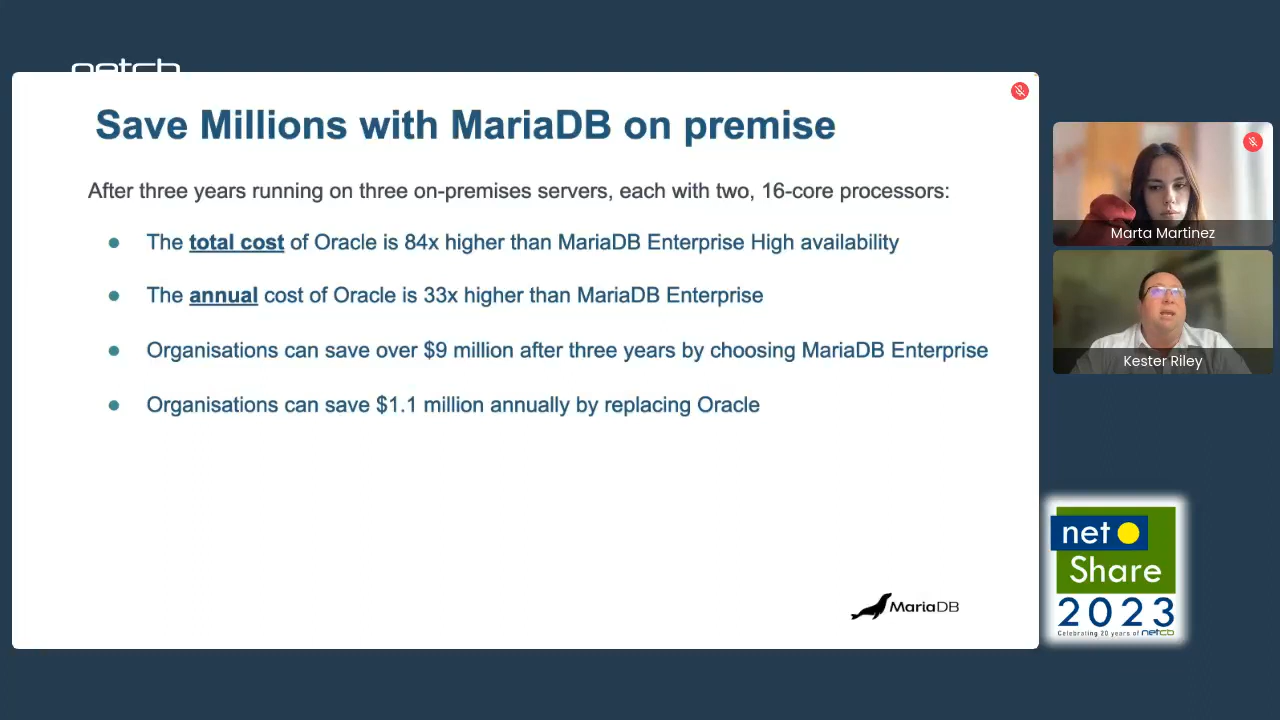 netcb
Save Millions with MariaDB on premise
After three years running on three on-premises servers, each with two, 16-core processors:
The total cost of Oracle is 84x higher than MariaDB Enterprise High availability
The annual cost of Oracle is 33x higher than MariaDB Enterprise
Organisations can save over $9 million after three years by choosing MariaDB Enterprise
Organisations can save $1.1 million annually by replacing Oracle
MariaDB
Marta Martinez
Kester Riley
net
Share
2023
Celebrating 20 years of netcb